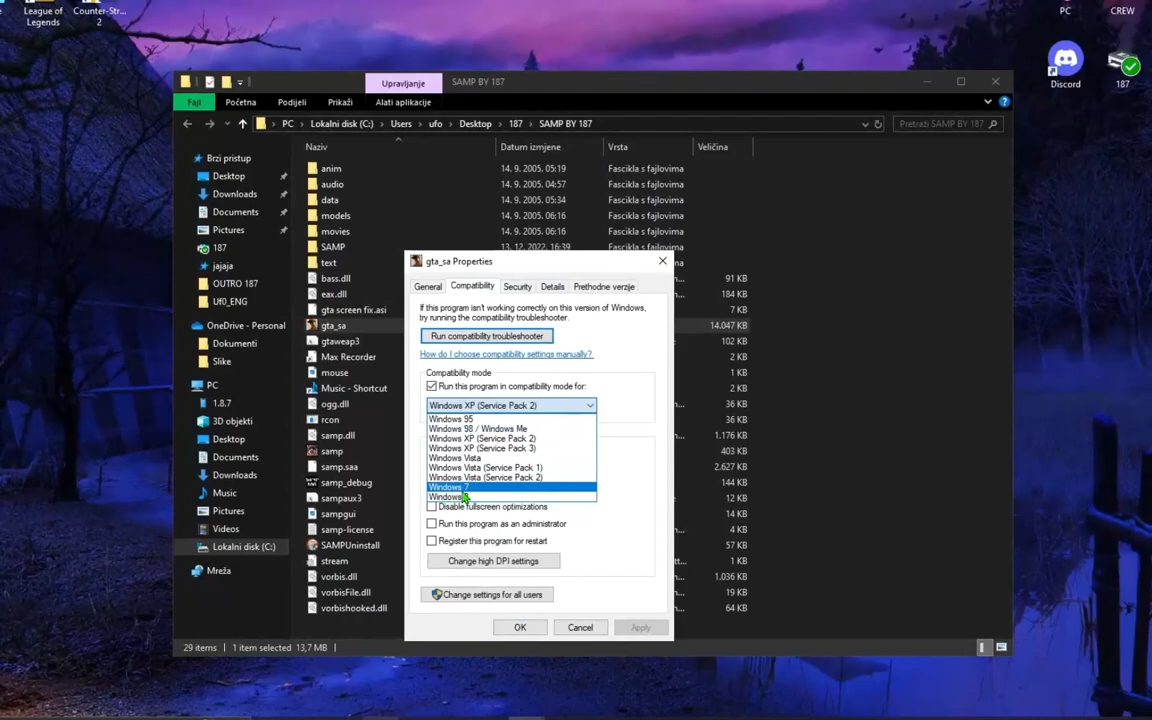 League of
Legends
Counter-Str...
2
PC
CREW
Upravljanje
SAMP BY 187
Fajl
Početna
Podijeli
Prikaži
Alati aplikacije
PC
Lokalni disk (C:)
Users
ufo
Desktop
187
SAMP BY 187
Pretraži SAMP BY 187
Discord
187
Naziv
Datum izmjene
Vrsta
Veličina
Brzi pristup
Desktop
Downloads
Documents
Pictures
187
jajaja
OUTRO 187
Uf0_ENG
OneDrive - Personal
Dokumenti
Slike
PC
1.8.7
3D objekti
Desktop
Documents
Downloads
Music
Pictures
Videos
Lokalni disk (C:)
Mreža
anim 14. 9. 2005. 05:19 Fascikla s fajlovima
audio 14. 9. 2005. 04:57 Fascikla s fajlovima
data 14. 9. 2005. 05:34 Fascikla s fajlovima
models 14. 9. 2005. 06:16 Fascikla s fajlovima
movies 14. 9. 2005. 06:16 Fascikla s fajlovima
SAMP 13. 12. 2022. 16:39 Fascikla s fajlovima
text
bass.dll 91 KB
eax.dll 184 KB
gta screen fix.asi 7 KB
gta_sa 14.047 KB
gtaweap3 102 KB
Max Recorder 2 KB
mouse 1 KB
Music - Shortcut 2 KB
ogg.dll 36 KB
rcon 36 KB
samp.dll 1.176 KB
samp 403 KB
samp.saa 2.627 KB
samp_debug 144 KB
sampaux3 12 KB
sampgui
samp-license
SAMPUninstall 57 KB
stream 1 KB
vorbis.dll 1.036 KB
vorbisFile.dll 19 KB
vorbishooked.dll 64 KB
gta_sa Properties
General
Compatibility
Security
Details
Prethodne verzije
If this program isn't working correctly on this version of Windows,
try running the compatibility troubleshooter.
Run compatibility troubleshooter
How do I choose compatibility settings manually?
Compatibility mode
Run this program in compatibility mode for:
Windows XP (Service Pack 2)
Windows 95
Windows 98 / Windows Me
Windows XP (Service Pack 2)
Windows XP (Service Pack 3)
Windows Vista
Windows Vista (Service Pack 1)
Windows Vista (Service Pack 2)
Windows 7
Windows
Disable fullscreen optimizations
Run this program as an administrator
Register this program for restart
Change high DPI settings
Change settings for all users
OK
Cancel
Apply
29 items
1 item selected 13,7 MB